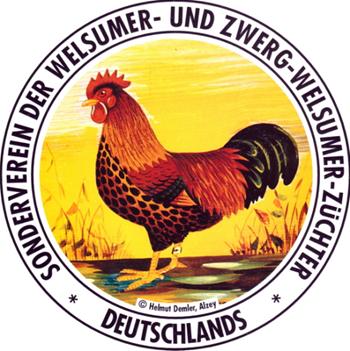 SONDERVEREIN DER WELSUMER- UND ZWERG-WELSUMER-ZÜCHTER
* DEUTSCHLANDS *
© Helmut Demler, Alzey